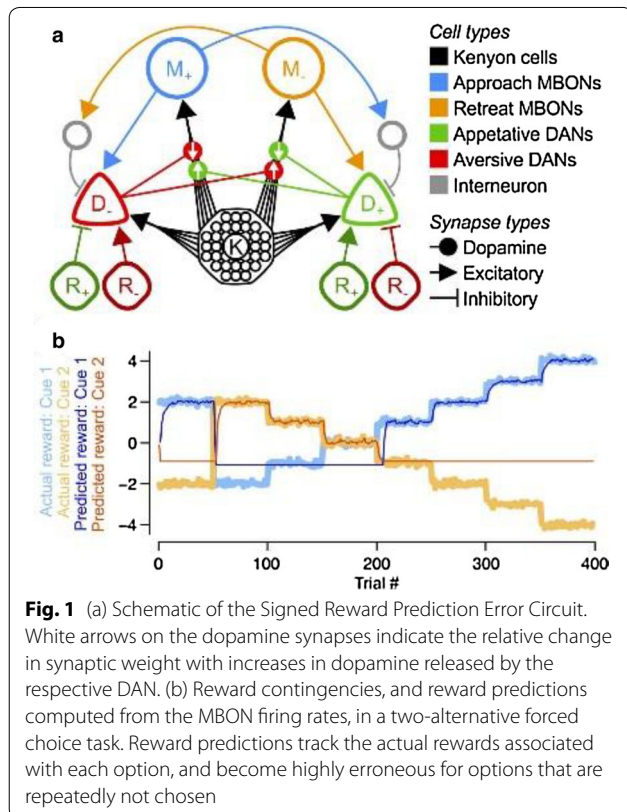 a
M+
M-
D-
D+
K
R+
R-
R+
R-
Cell types
Kenyon cells
Approach MBONs
Retreat MBONs
Appetative DANs
Aversive DANs
Interneuron
Synapse types
Dopamine
Excitatory
Inhibitory
b
Actual reward: Cue 1
Actual reward: Cue 2
Predicted reward: Cue 1
Predicted reward: Cue 2
4
2
0
−2
−4
0 100 200 300 400
Trial #
Fig. 1 (a) Schematic of the Signed Reward Prediction Error Circuit.
White arrows on the dopamine synapses indicate the relative change
in synaptic weight with increases in dopamine released by the
respective DAN. (b) Reward contingencies, and reward predictions
computed from the MBON firing rates, in a two-alternative forced
choice task. Reward predictions track the actual rewards associated
with each option, and become highly erroneous for options that are
repeatedly not chosen